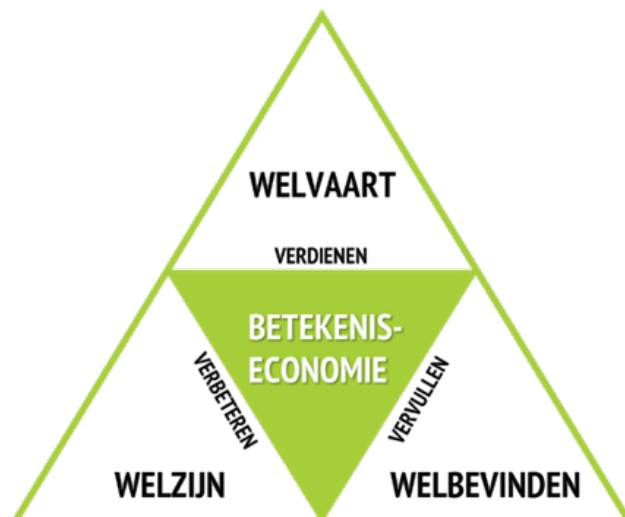 WELVAART
VERDIENEN
BETEKENIS-
ECONOMIE
VERBETEREN
VERVULLEN
WELZIJN
WELBEVINDEN